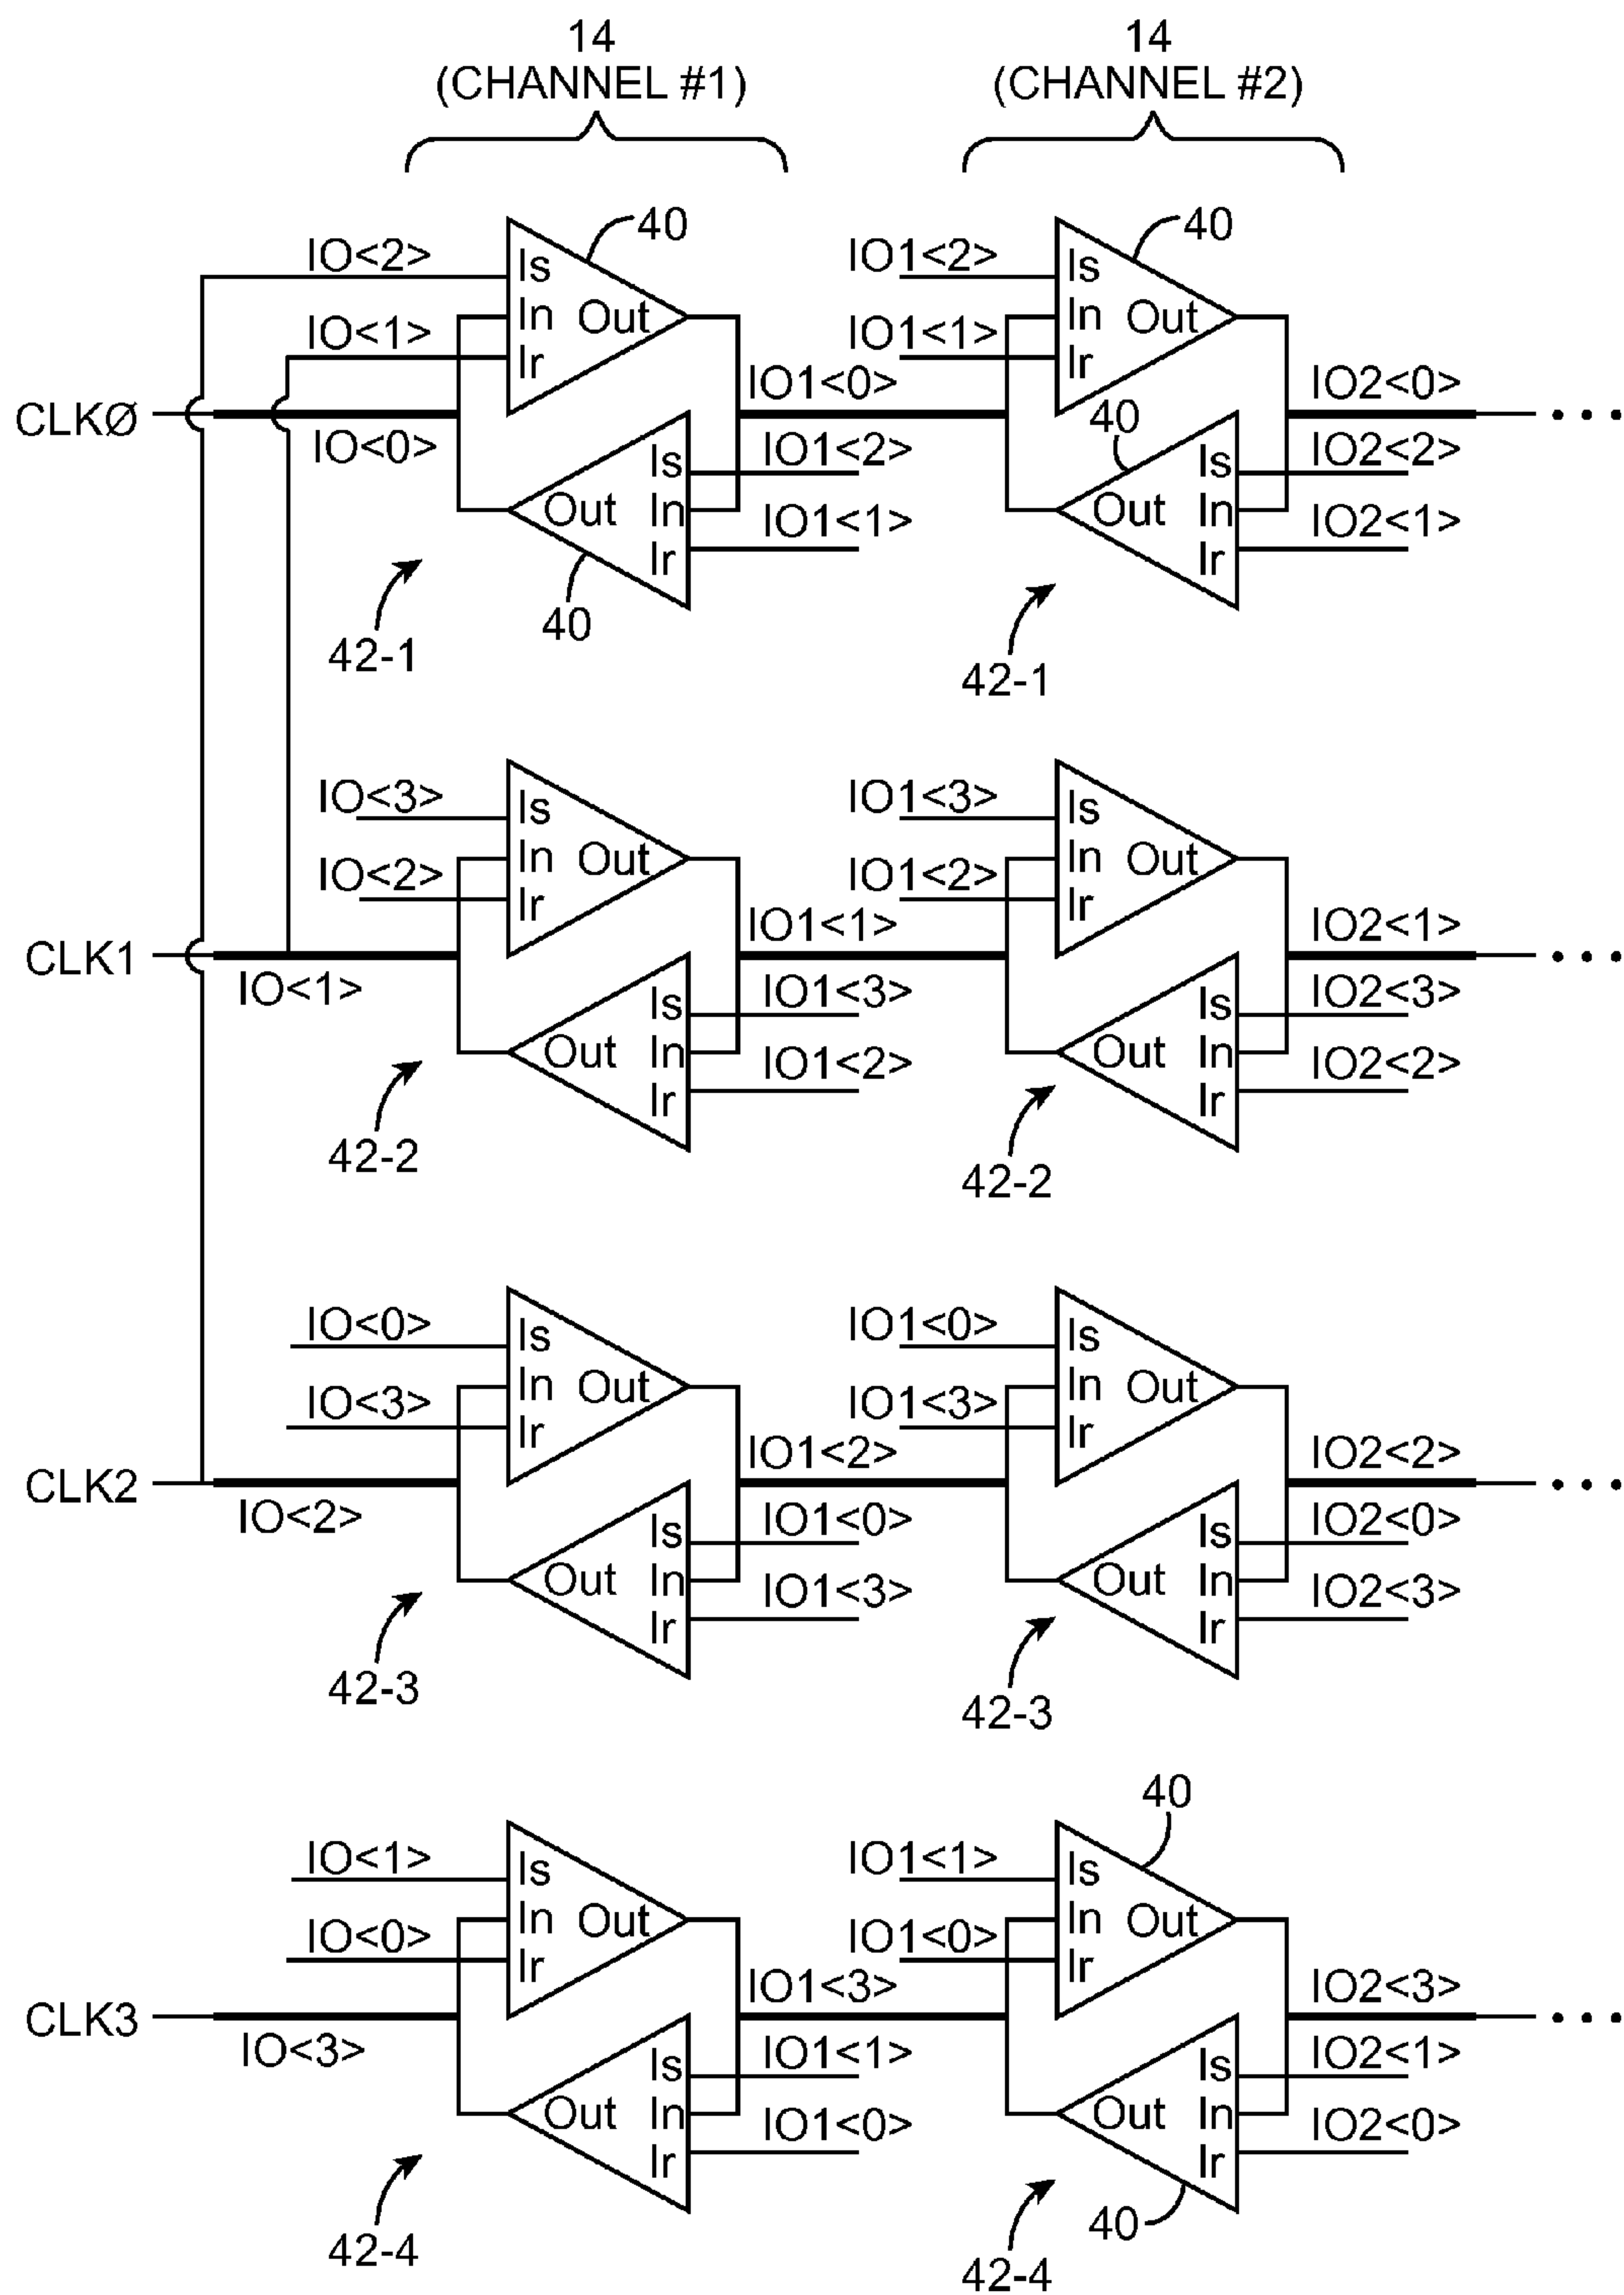 14
(CHANNEL #1)
14
(CHANNEL #2)
IO<2>
Is
In
Out
IO<1>
Ir
40
IO1<2>
Is
In
Out
IO1<1>
Ir
40
CLKØ
IO<0>
IO1<0>
IO2<0>
...
Is
IO1<2>
Out
In
IO1<1>
Ir
40
40
Is
IO2<2>
Out
In
IO2<1>
Ir
42-1
42-1
IO<3>
Is
In
Out
IO<2>
Ir
IO1<3>
Is
In
Out
IO1<2>
Ir
CLK1
IO<1>
IO1<1>
IO2<1>
...
Is
IO1<3>
Out
In
IO1<2>
Ir
Is
IO2<3>
Out
In
IO2<2>
Ir
42-2
42-2
IO<0>
Is
In
Out
IO<3>
Ir
IO1<0>
Is
In
Out
IO1<3>
Ir
CLK2
IO<2>
IO1<2>
IO2<2>
...
Is
IO1<0>
Out
In
IO1<3>
Ir
Is
IO2<0>
Out
In
IO2<3>
Ir
42-3
42-3
IO<1>
Is
In
Out
IO<0>
Ir
40
IO1<1>
Is
In
Out
IO1<0>
Ir
CLK3
IO<3>
IO1<3>
IO2<3>
...
Is
IO1<1>
Out
In
IO1<0>
Ir
Is
IO2<1>
Out
In
IO2<0>
Ir
40
42-4
42-4